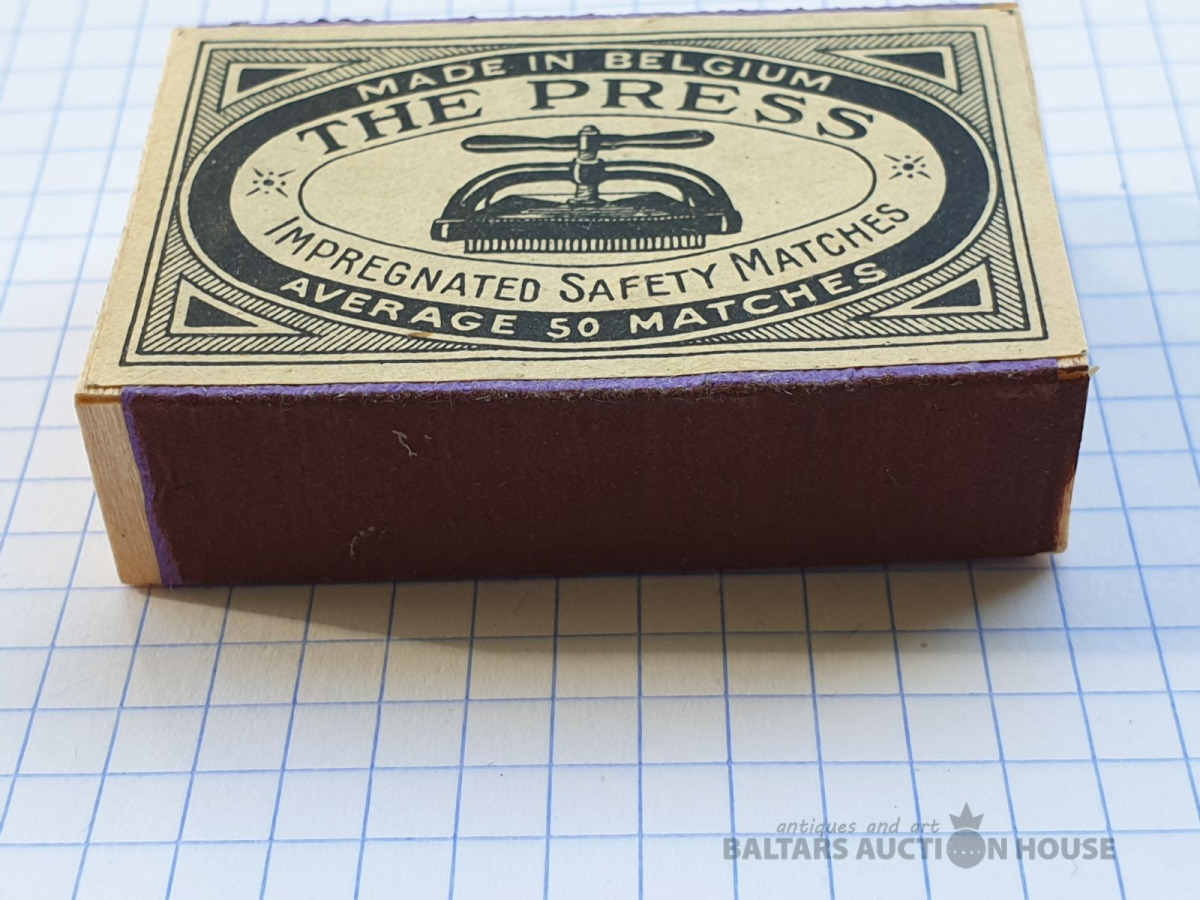 MADE IN BELGIUM
THE PRESS
IMPREGNATED SAFETY MATCHES
AVERAGE 50 MATCHES
antiques and art
BALTARS AUCTION HOUSE